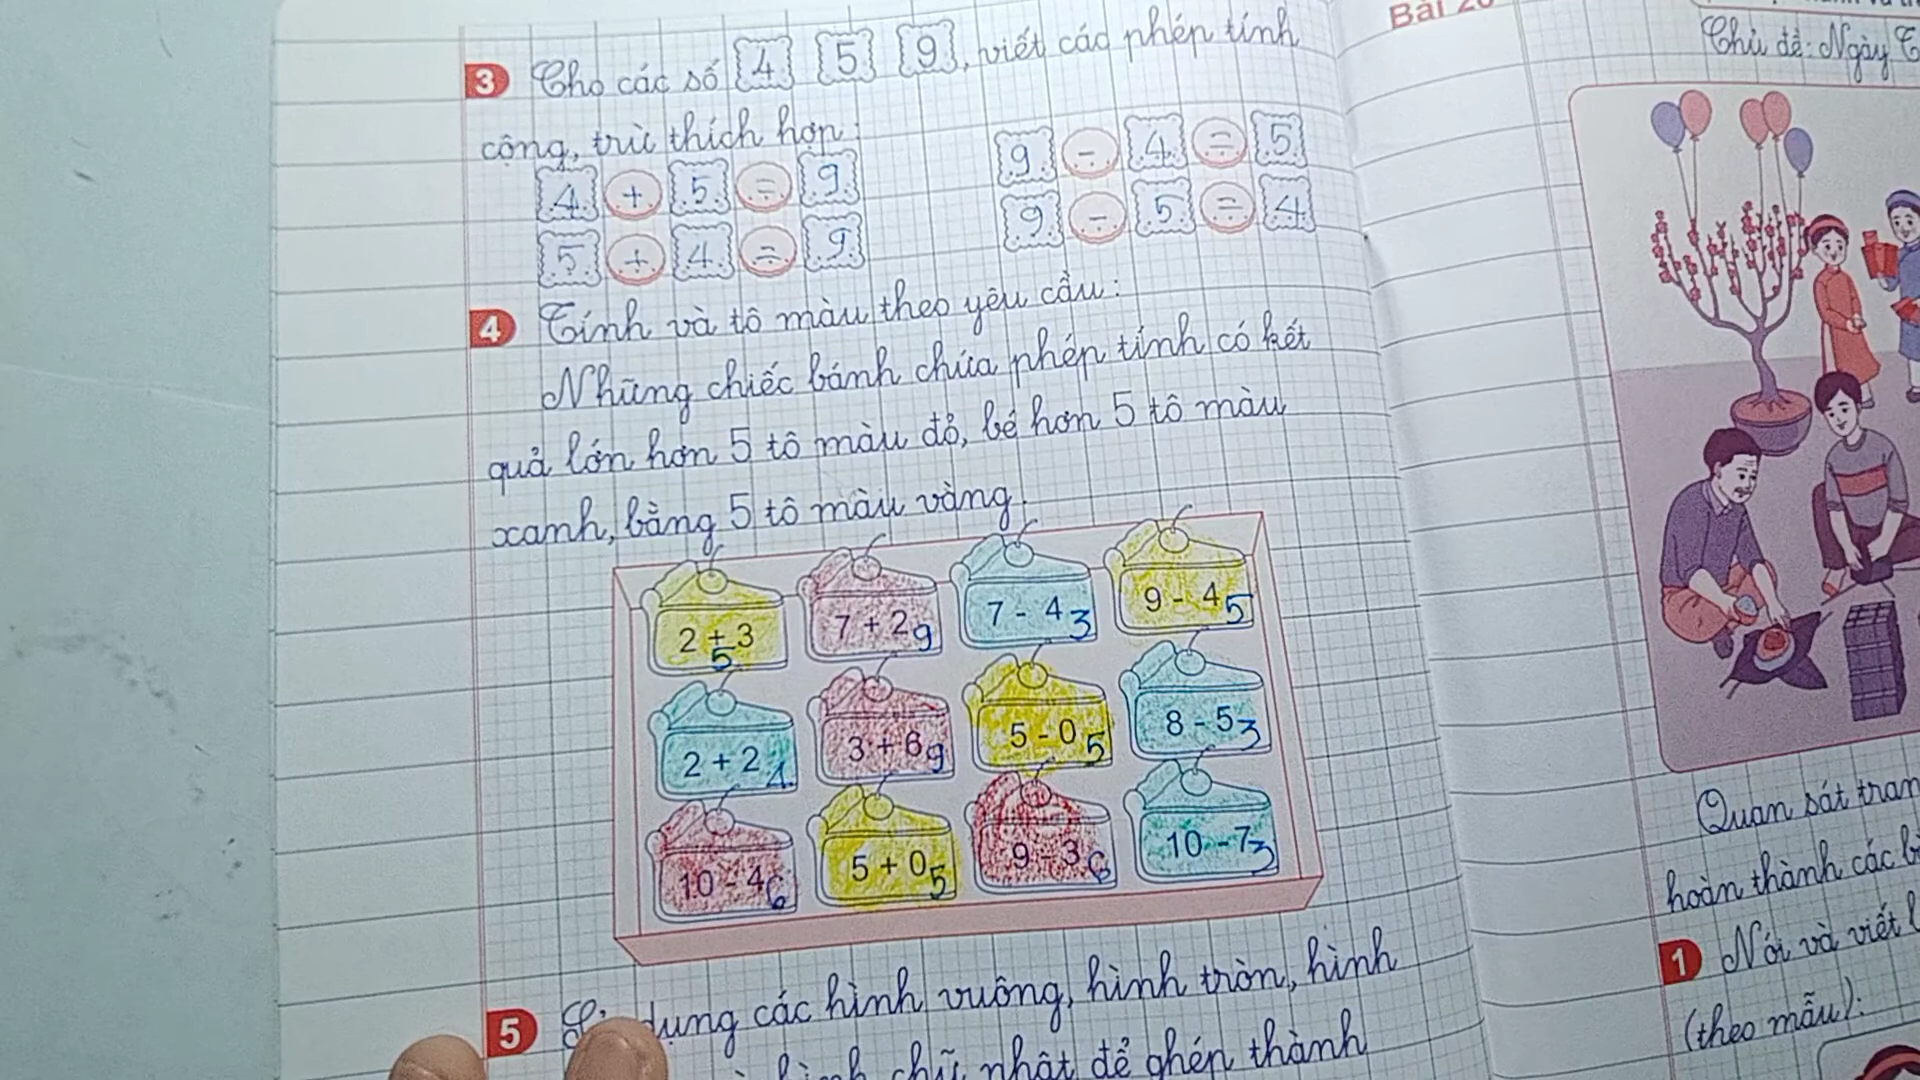 3 Cho các số 4 5 9, viết các phép tính
cộng, trừ thích hợp:
4 + 5 = 9
5 + 4 = 9
9 - 4 = 5
9 - 5 = 4
4 Tính và tô màu theo yêu cầu:
Những chiếc bánh chứa phép tính có kết
quả lớn hơn 5 tô màu đỏ, bé hơn 5 tô màu
xanh, bằng 5 tô màu vàng.
2 + 3 5
7 + 2 9
7 - 4 3
9 - 4 5
2 + 2 4
3 + 6 9
5 - 0 5
8 - 5 3
10 - 4 6
5 + 0 5
9 - 3 6
10 - 7 3
5 dụng các hình vuông, hình tròn, hình
chữ nhật để ghép thành
Bài
Chủ đề: Ngày
Quan sát
hoàn thành các
1 Nói và viết
(theo mẫu):